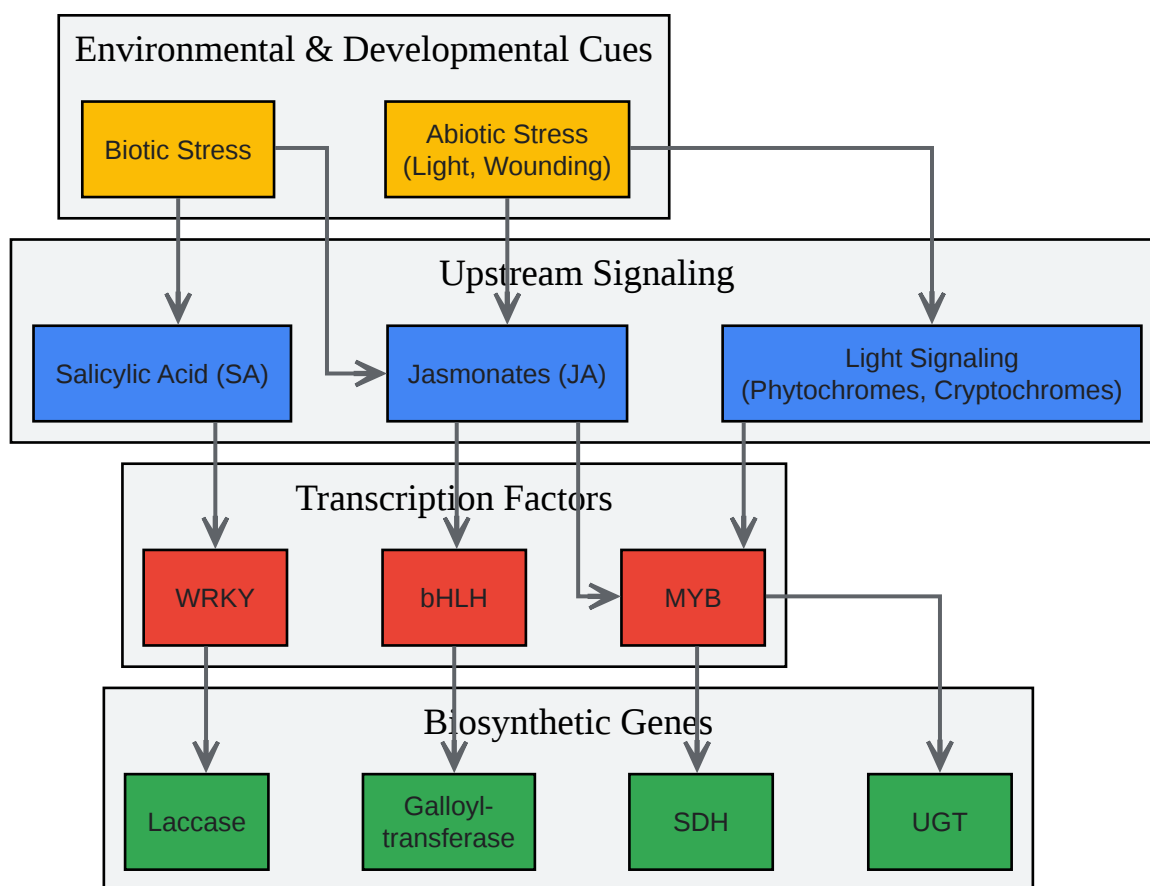 Environmental & Developmental Cues
Biotic Stress
Abiotic Stress
(Light, Wounding)
Upstream Signaling
Salicylic Acid (SA)
Jasmonates (JA)
Light Signaling
(Phytochromes, Cryptochromes)
Transcription Factors
WRKY
bHLH
MYB
Biosynthetic Genes
Laccase
Galloyl-
transferase
SDH
UGT